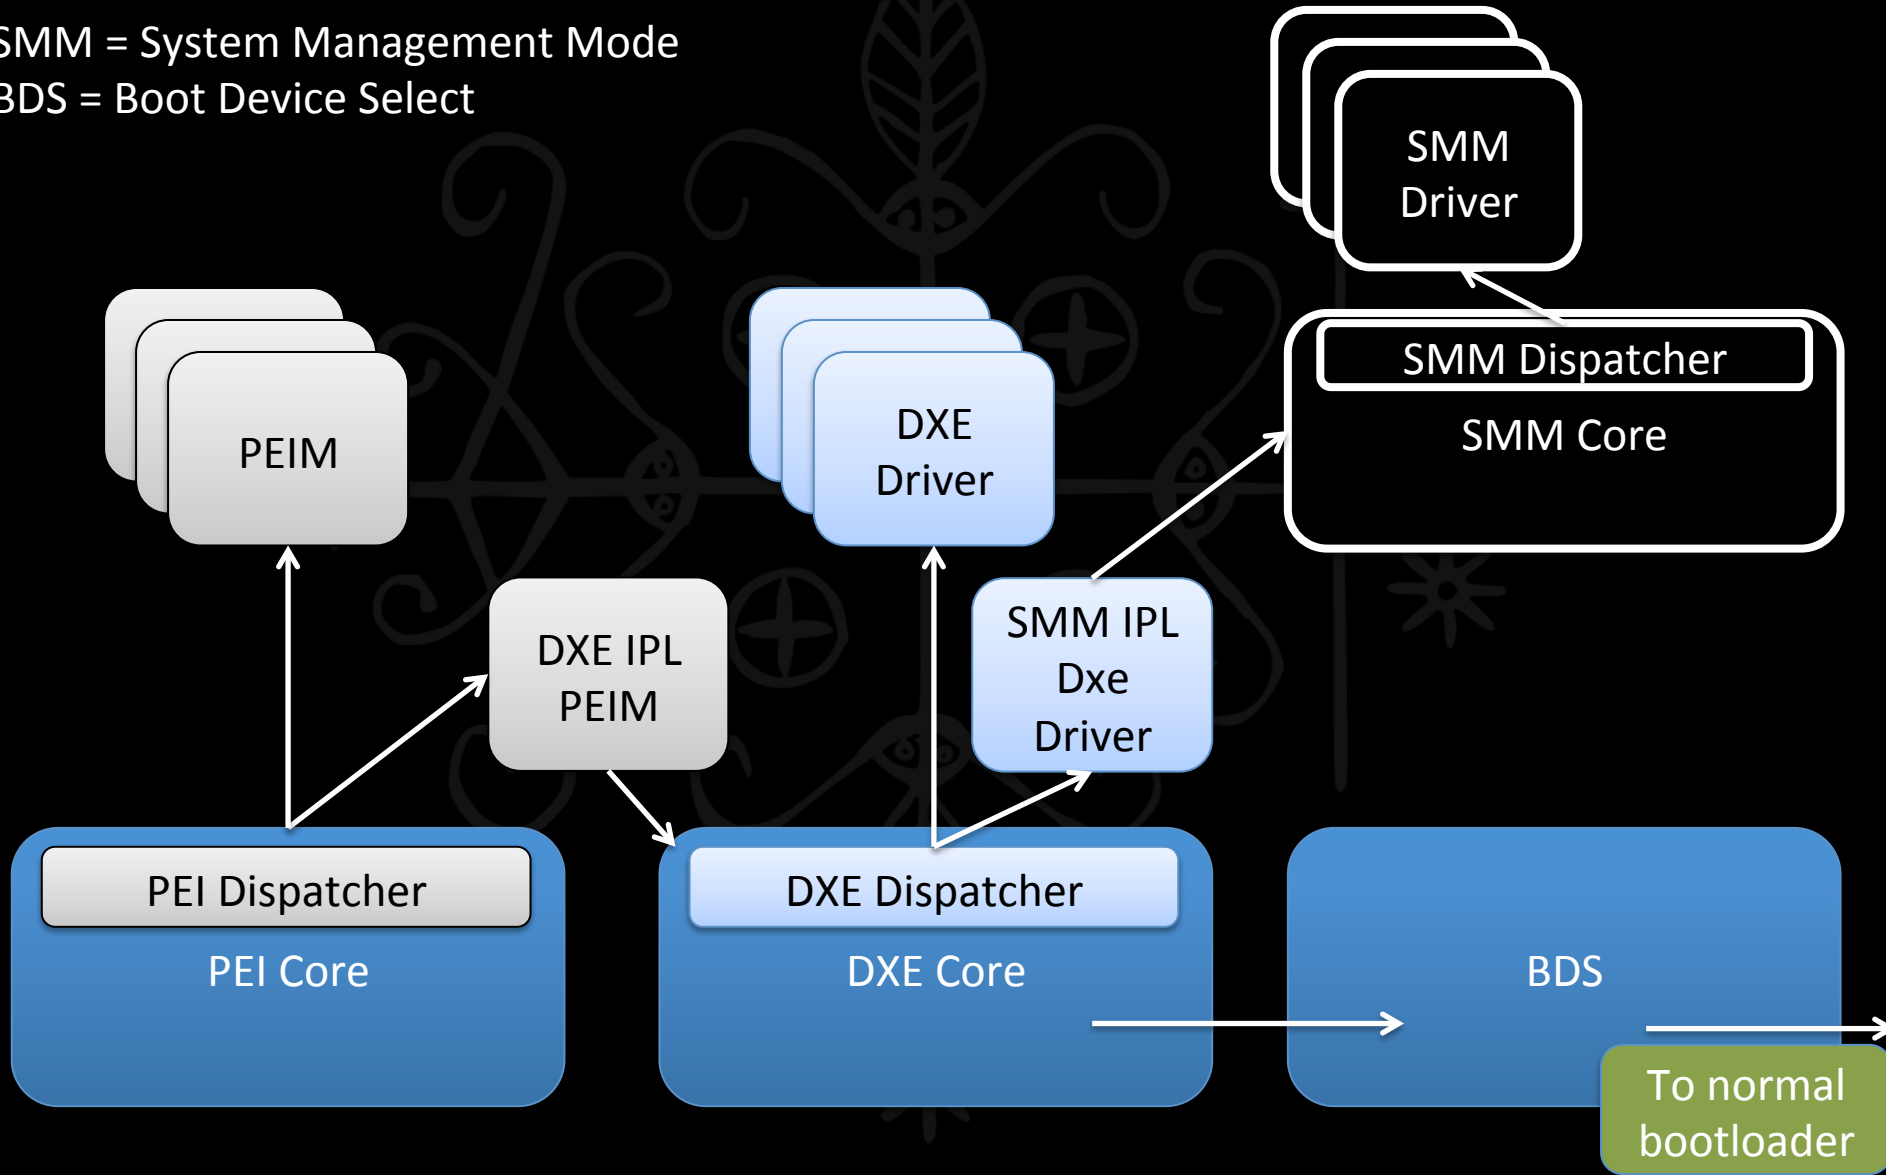 SMM = System Management Mode
BDS = Boot Device Select
SMM
Driver
SMM Dispatcher
SMM Core
PEIM
DXE
Driver
DXE IPL
PEIM
SMM IPL
Dxe
Driver
PEI Dispatcher
PEI Core
DXE Dispatcher
DXE Core
BDS
To normal
bootloader